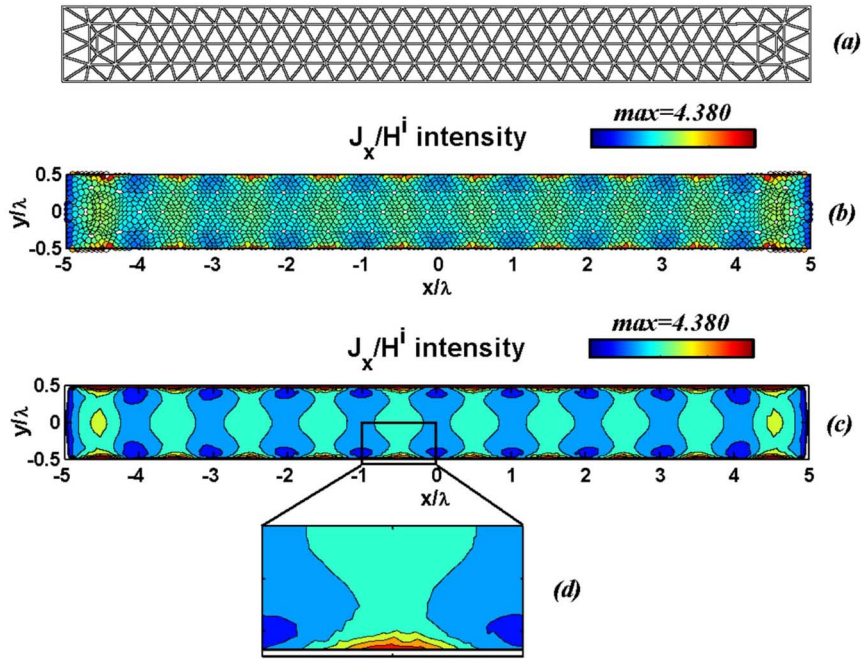 (a)
max=4.380
J_x/H^i intensity
(b)
0.5
0
-0.5
y/λ
-5 -4 -3 -2 -1 0 1 2 3 4 5
x/λ
max=4.380
J_x/H^i intensity
(c)
0.5
0
-0.5
y/λ
-5 -4 -3 -2 -1 0 1 2 3 4 5
x/λ
(d)